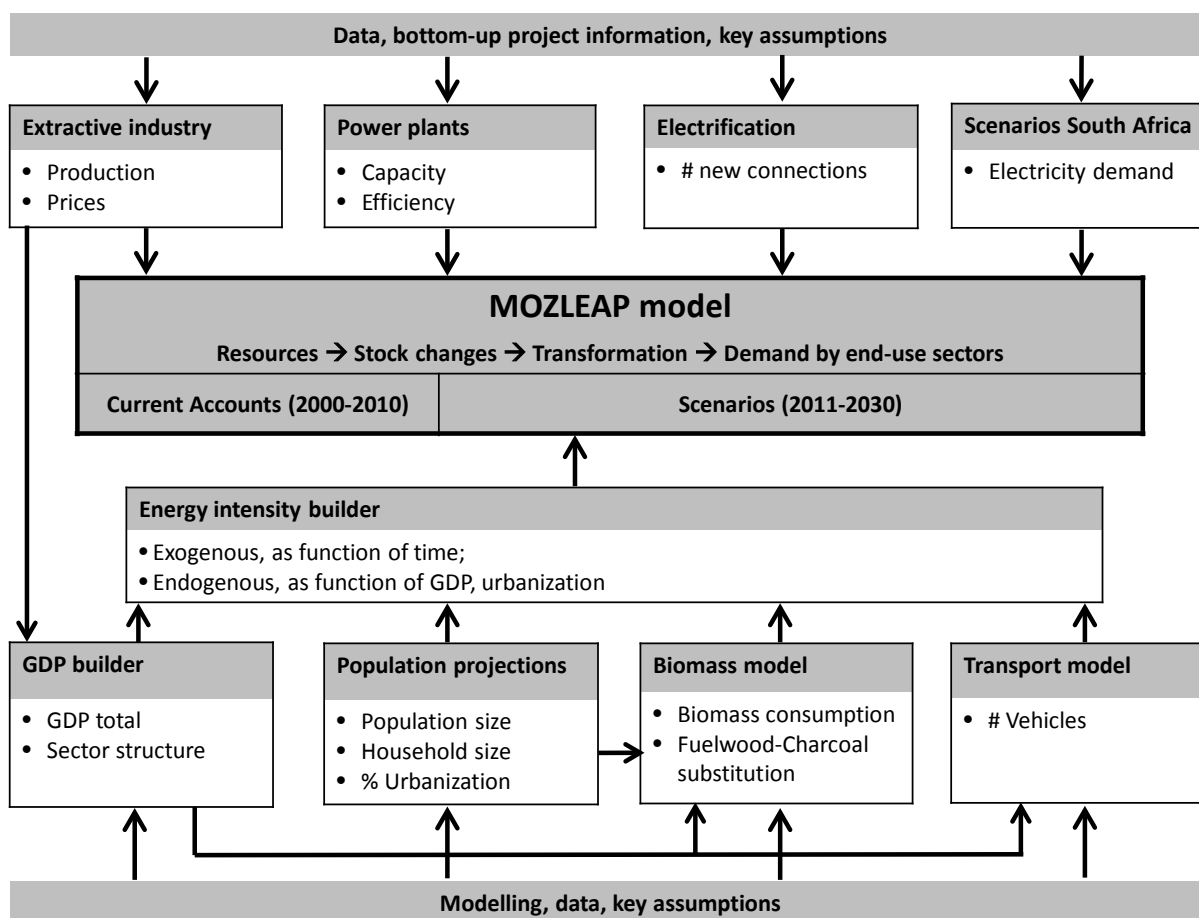 Data, bottom-up project information, key assumptions
Extractive industry
• Production
• Prices
Power plants
• Capacity
• Efficiency
Electrification
• # new connections
Scenarios South Africa
• Electricity demand
MOZLEAP model
Resources → Stock changes → Transformation → Demand by end-use sectors
Current Accounts (2000-2010)
Scenarios (2011-2030)
Energy intensity builder
• Exogenous, as function of time;
• Endogenous, as function of GDP, urbanization
GDP builder
• GDP total
• Sector structure
Population projections
• Population size
• Household size
• % Urbanization
Biomass model
• Biomass consumption
• Fuelwood-Charcoal
substitution
Transport model
• # Vehicles
Modelling, data, key assumptions